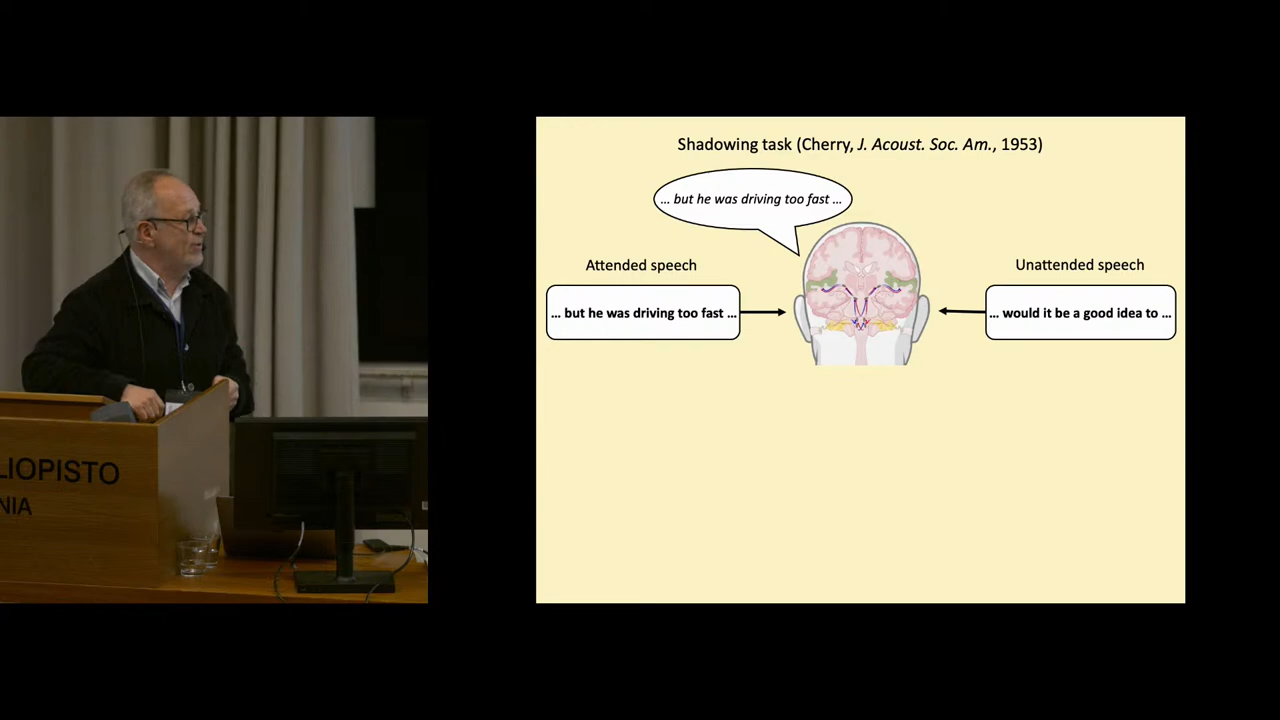 Shadowing task (Cherry, J. Acoust. Soc. Am., 1953)
... but he was driving too fast ...
Attended speech
Unattended speech
... but he was driving too fast ...
... would it be a good idea to ...
LIOPISTO
NIA